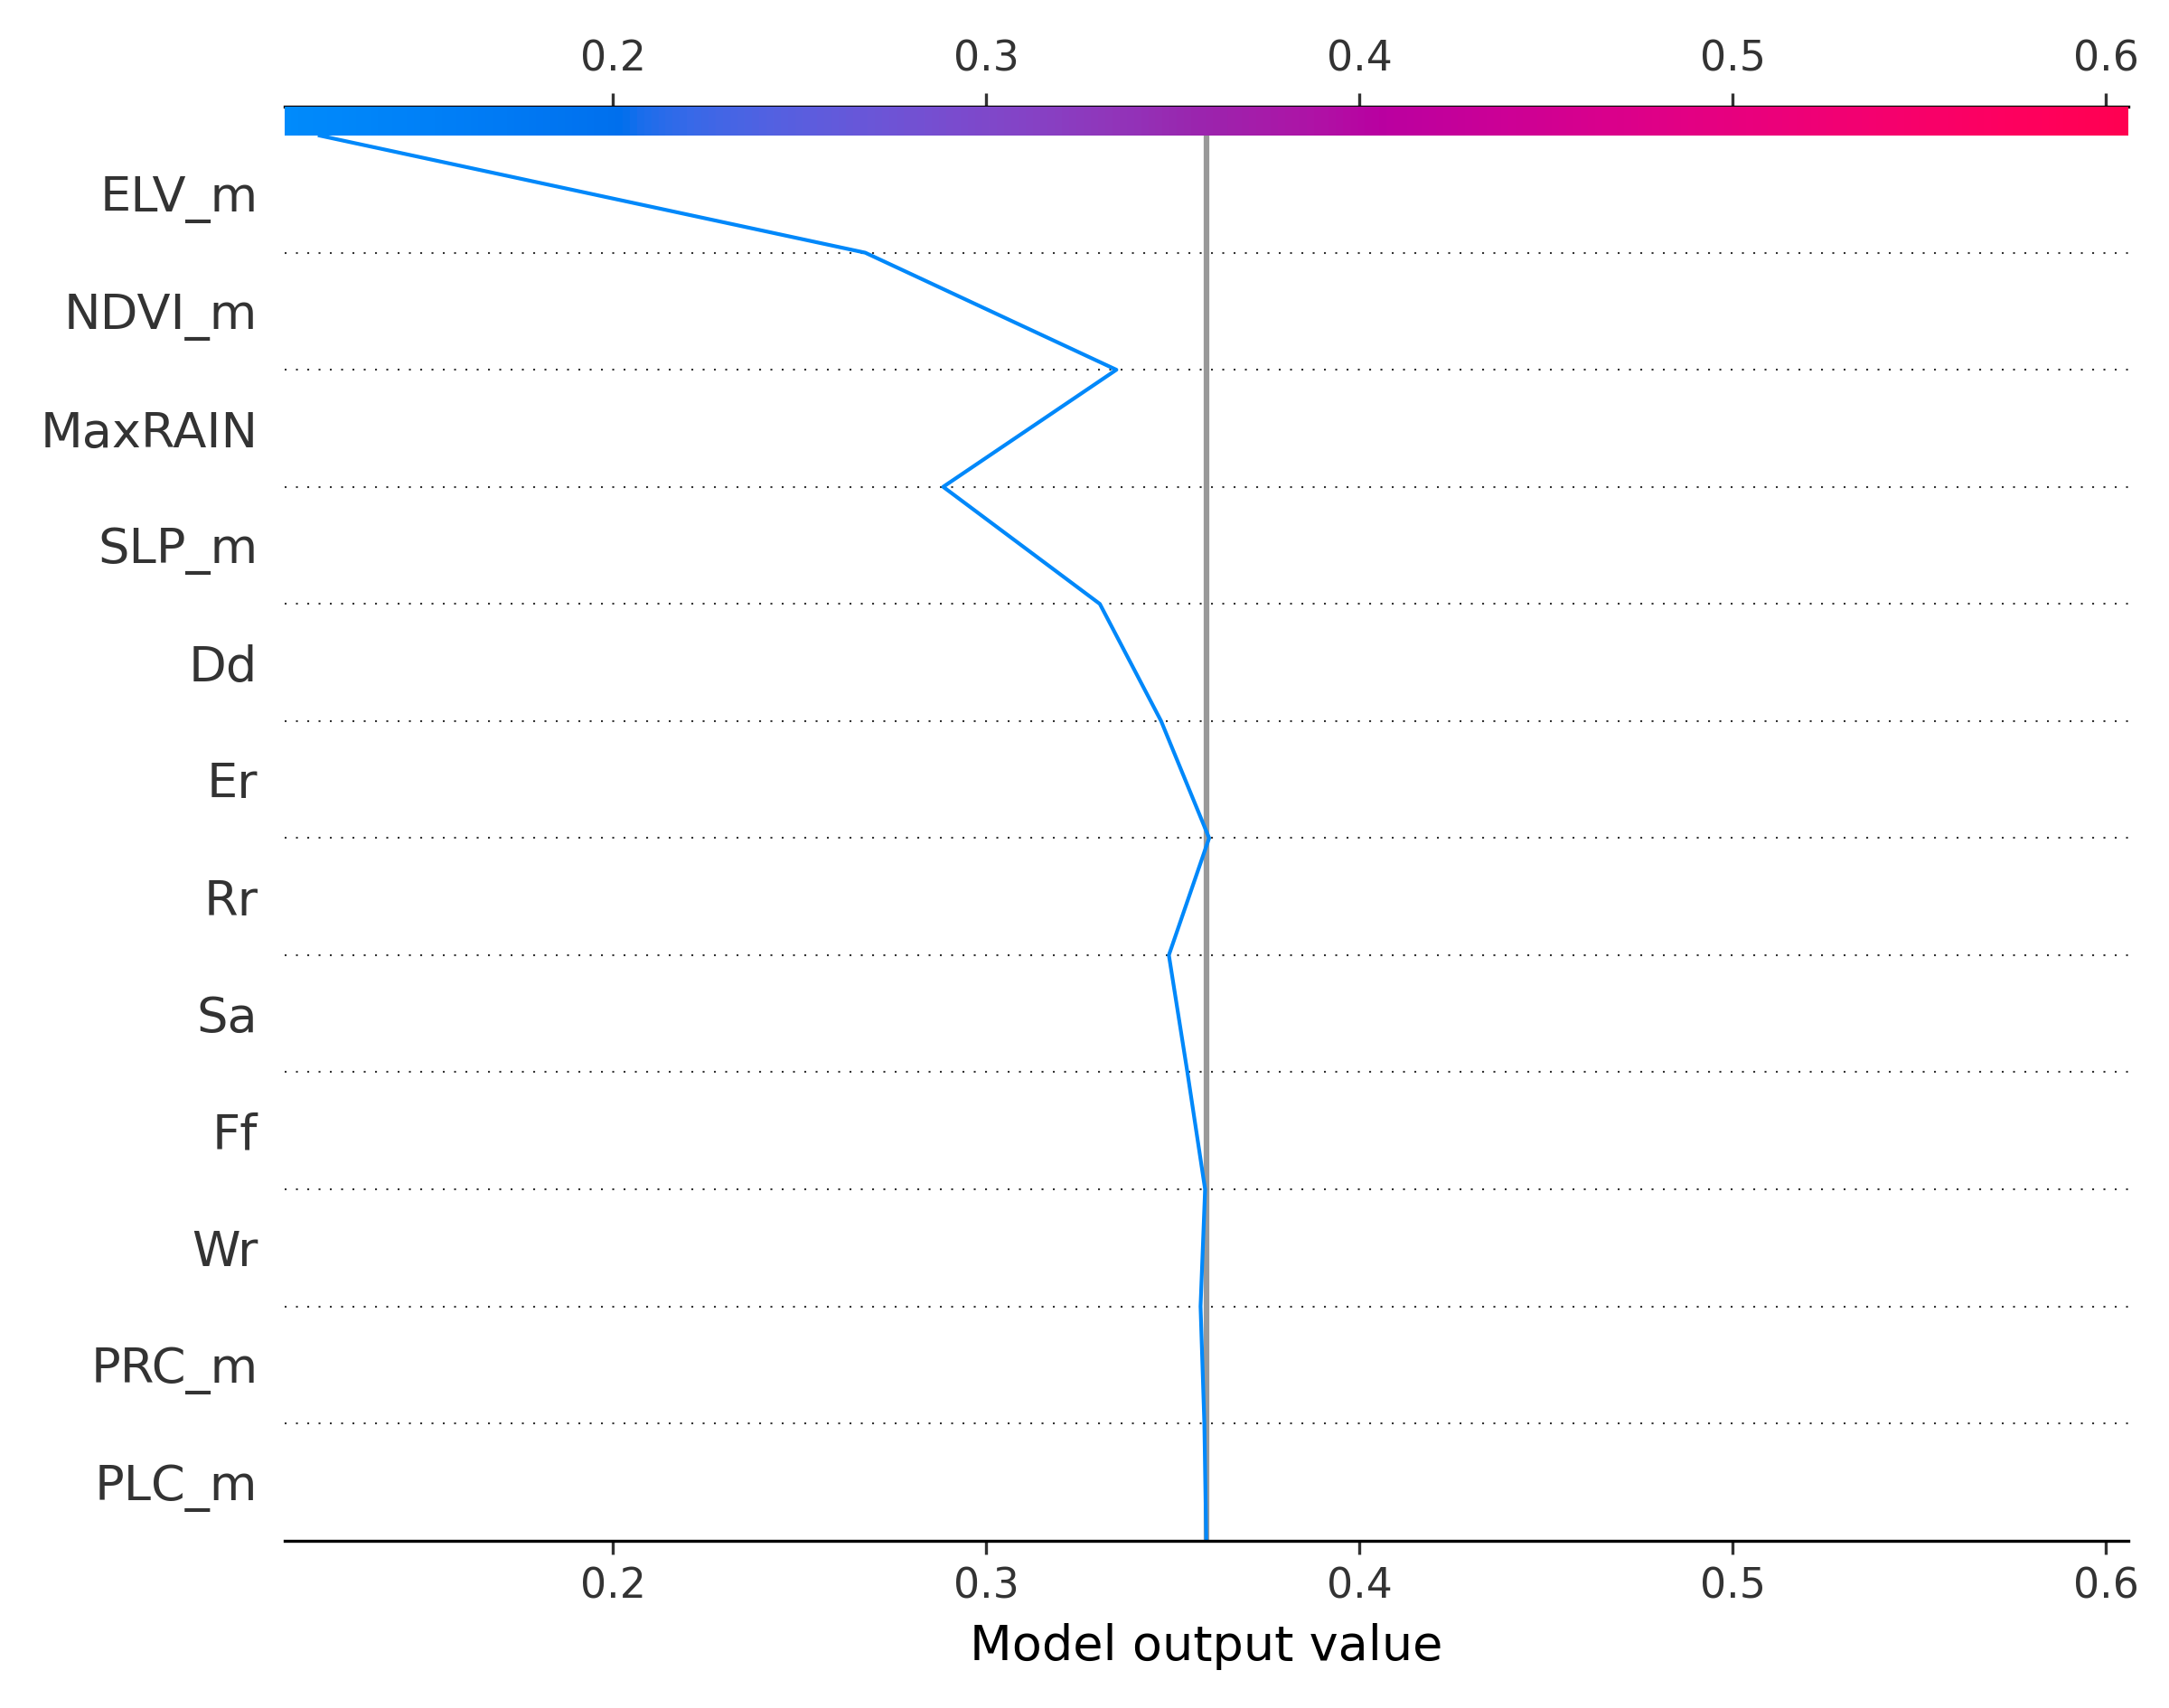 0.2 0.3 0.4 0.5 0.6
ELV_m
NDVI_m
MaxRAIN
SLP_m
Dd
Er
Rr
Sa
Ff
Wr
PRC_m
PLC_m
0.2 0.3 0.4 0.5 0.6
Model output value